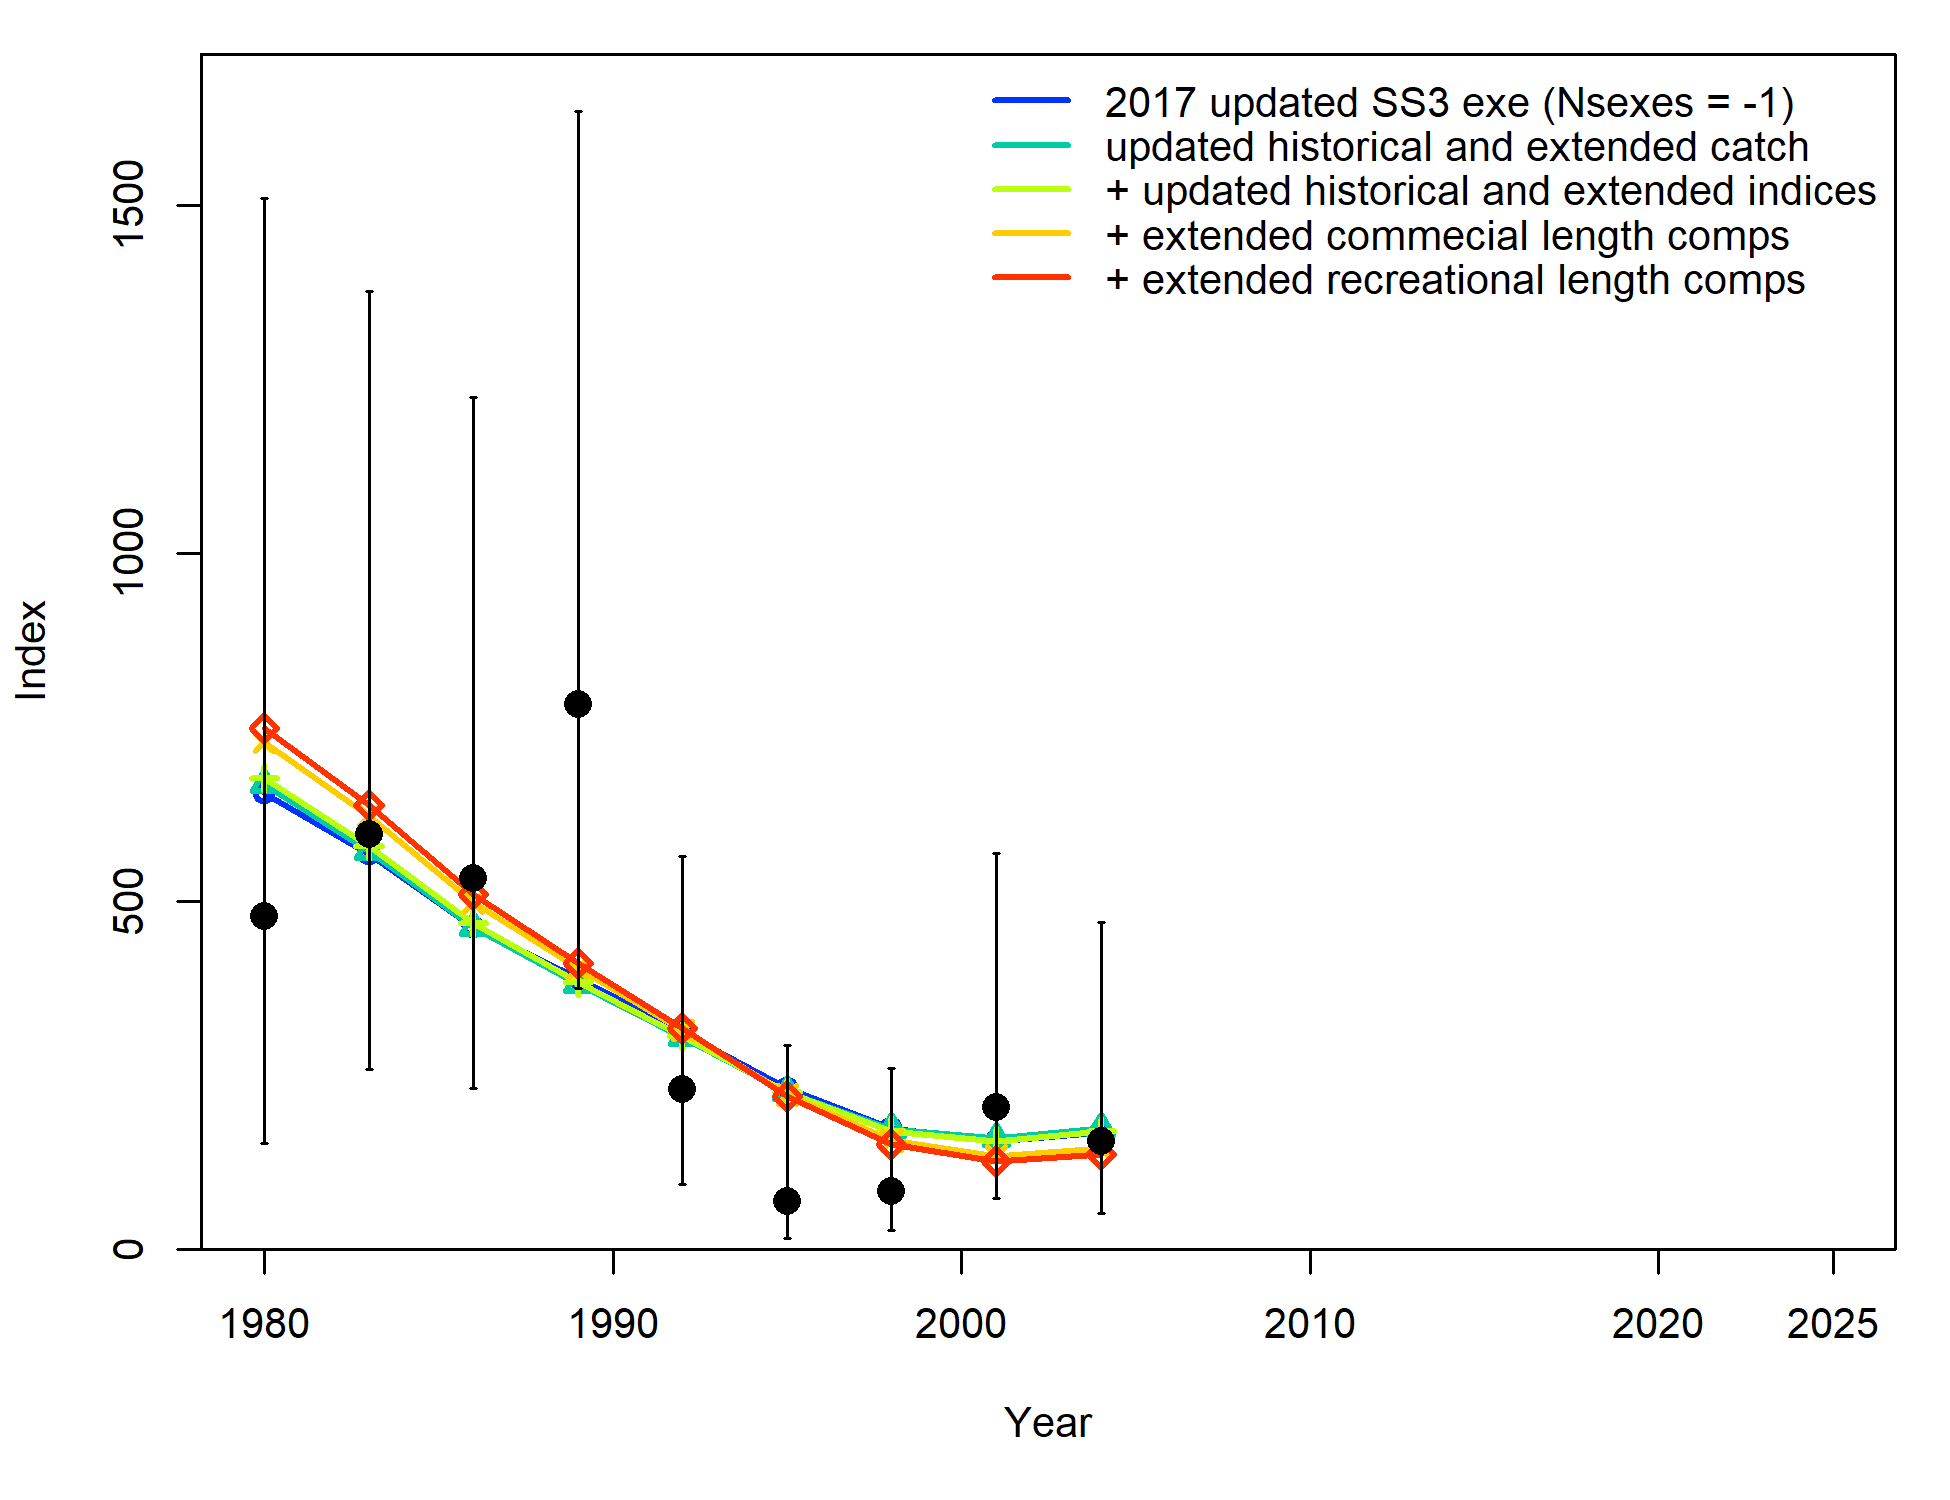 2017 updated SS3 exe (Nsexes = -1)
updated historical and extended catch
+ updated historical and extended indices
+ extended commecial length comps
+ extended recreational length comps
1500
1000
500
0
Index
1980 1990 2000 2010 2020 2025
Year